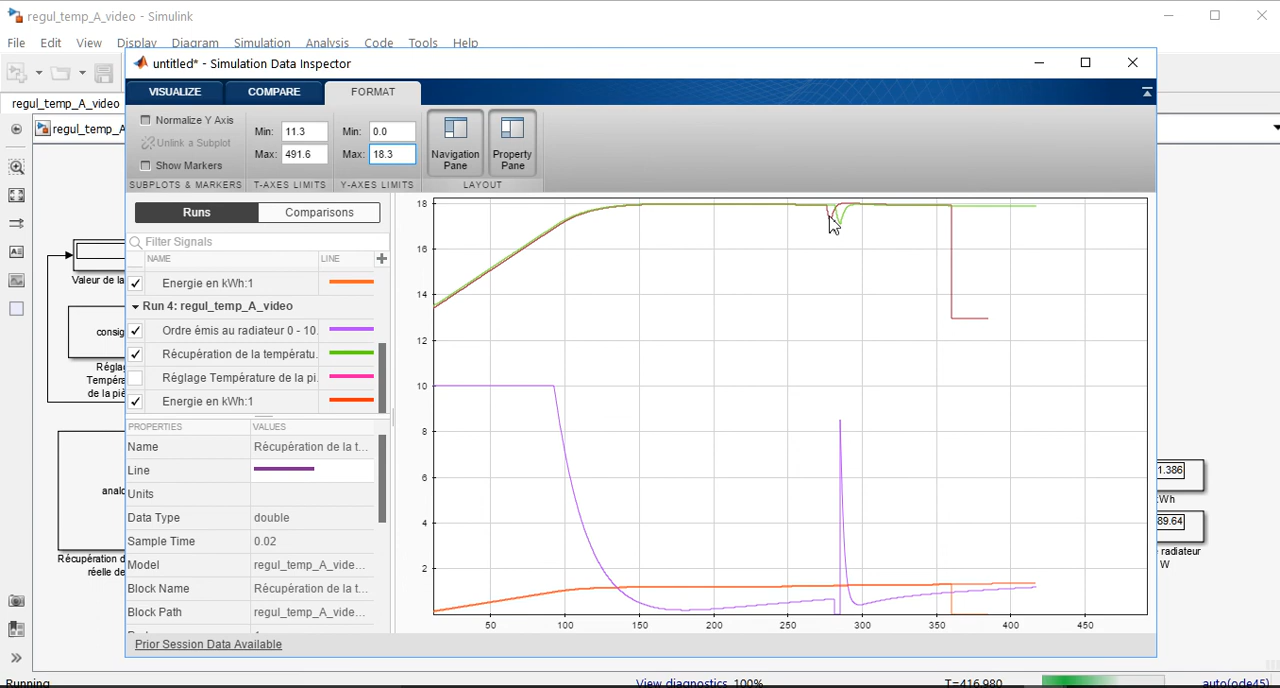 regul_temp_A_video - Simulink
File Edit View Display Diagram Simulation Analysis Code Tools Help
untitled* - Simulation Data Inspector
VISUALIZE COMPARE FORMAT
regul_temp_A_video
regul_temp_A
Normalize Y Axis
Unlink a Subplot
Show Markers
SUBPLOTS & MARKERS
Min: 11.3
Max: 491.6
T-AXES LIMITS
Min: 0.0
Max: 18.3
Y-AXES LIMITS
Navigation Pane
Property Pane
LAYOUT
Runs Comparisons
Filter Signals
NAME LINE
Energie en kWh:1
Run 4: regul_temp_A_video
Ordre émis au radiateur 0 - 10.
Récupération de la températu.
Réglage Température de la pi.
Energie en kWh:1
PROPERTIES VALUES
Name Récupération de la t...
Line
Units
Data Type double
Sample Time 0.02
Model regul_temp_A_vide...
Block Name Récupération de la t...
Block Path regul_temp_A_vide...
Prior Session Data Available
18
16
14
12
10
8
6
4
2
50 100 150 200 250 300 350 400 450
Valeur de la
consig
Régla
Tempéra
de la piè
analo
Récupération d
réelle de
1.386
Wh
89.64
e radiateur
W
Running View diagnostics 100% T=416.980 auto(ode45)